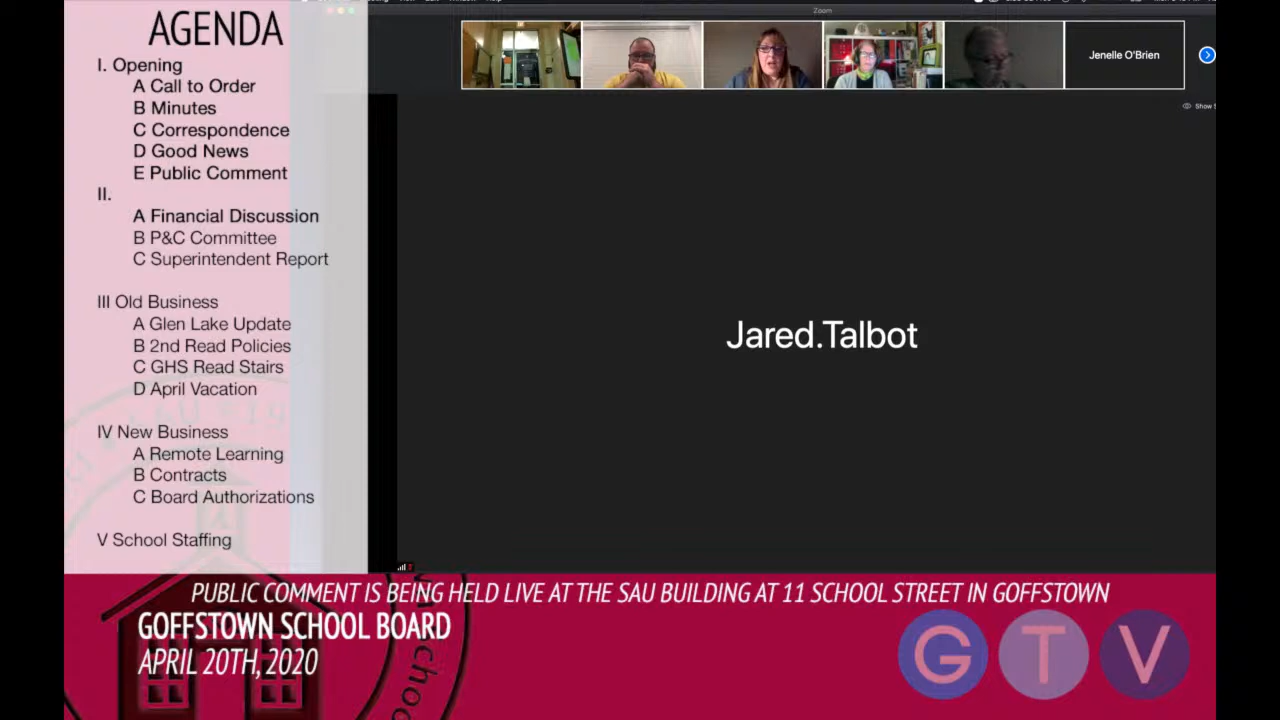 Zoom
AGENDA
I. Opening
A Call to Order
B Minutes
C Correspondence
D Good News
E Public Comment
II.
A Financial Discussion
B P&C Committee
C Superintendent Report
III Old Business
A Glen Lake Update
B 2nd Read Policies
C GHS Read Stairs
D April Vacation
IV New Business
A Remote Learning
B Contracts
C Board Authorizations
V School Staffing
Jenelle O'Brien
Show
Jared.Talbot
PUBLIC COMMENT IS BEING HELD LIVE AT THE SAU BUILDING AT 11 SCHOOL STREET IN GOFFSTOWN
GOFFSTOWN SCHOOL BOARD
APRIL 20TH, 2020
G T V